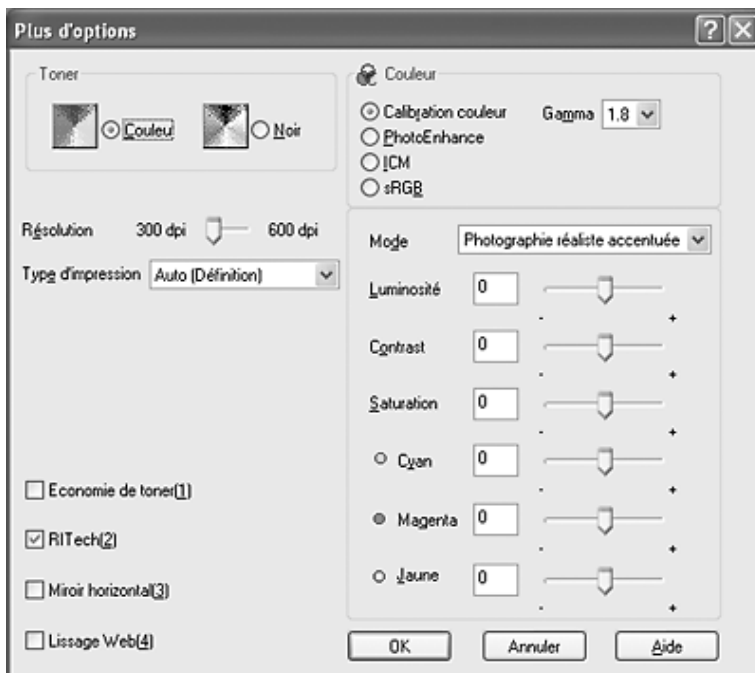 Plus d'options
Toner
Couleu
Noir
Résolution 300 dpi 600 dpi
Type d'impression Auto (Définition)
Economie de toner(1)
RITech(2)
Miroir horizontal(3)
Lissage Web(4)
Couleur
Calibration couleur
Gamma 1.8
PhotoEnhance
ICM
sRGB
Mode Photographie réaliste accentuée
Luminosité 0
- +
Contrast 0
- +
Saturation 0
- +
Cyan 0
- +
Magenta 0
- +
Jaune 0
- +
OK Annuler Aide